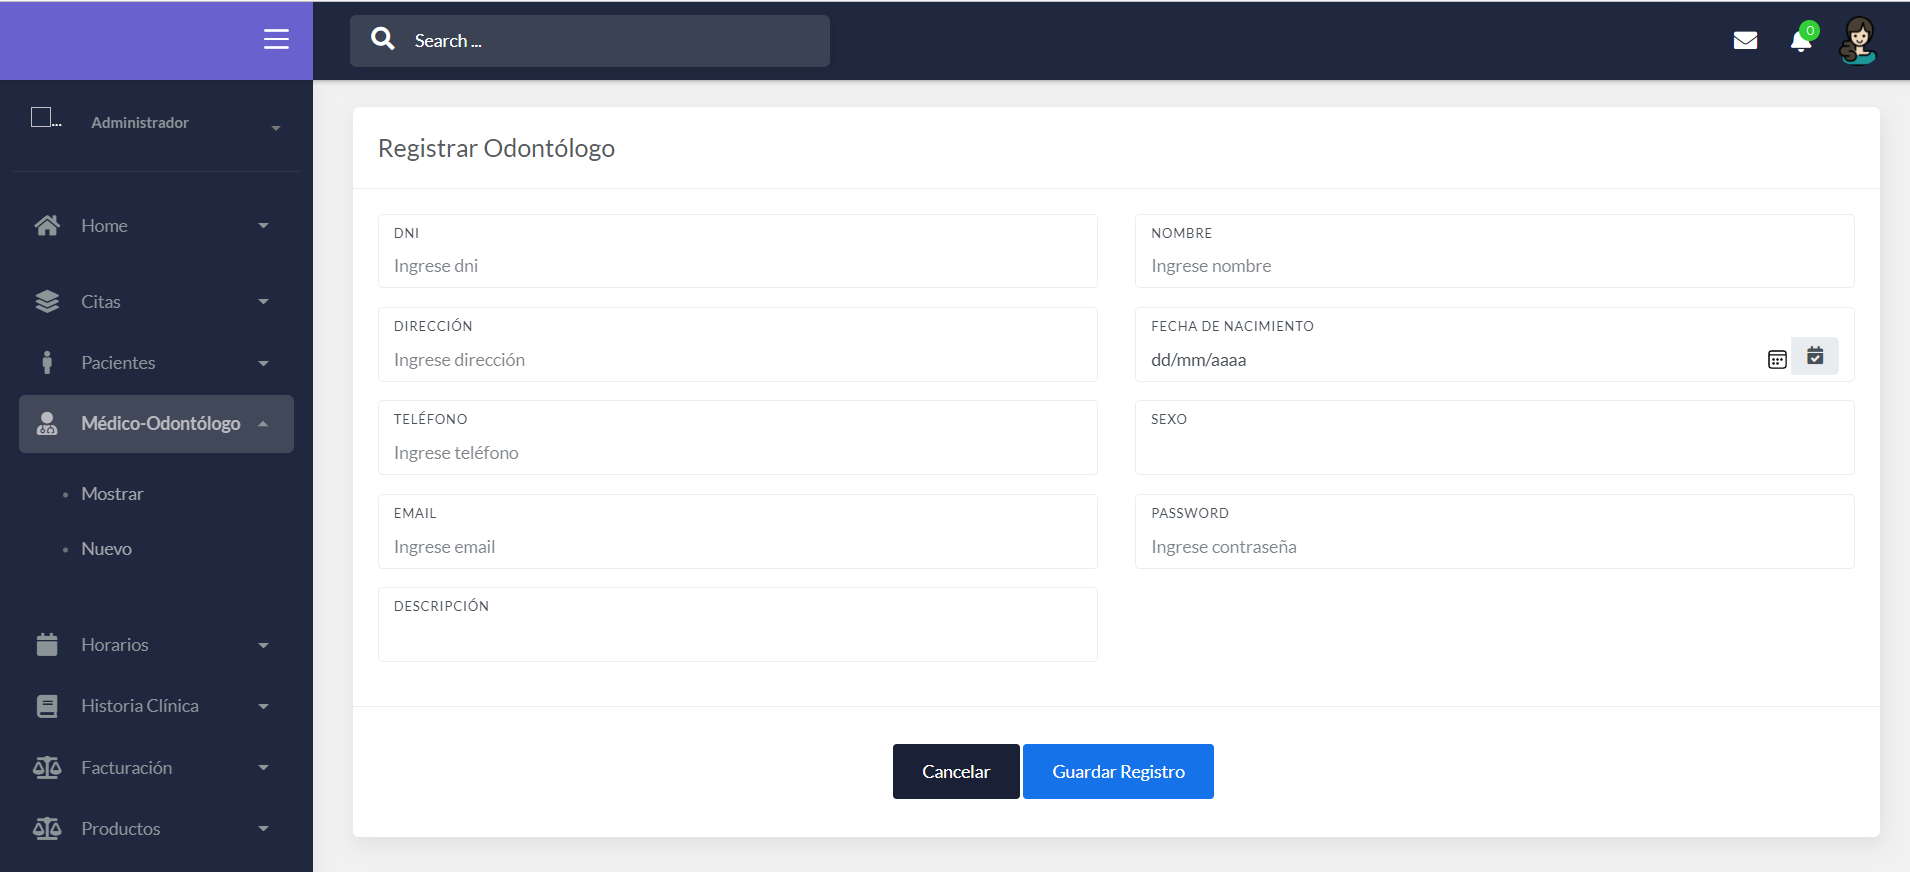 Search ...
0
...
Administrador
Home
Citas
Pacientes
Médico-Odontólogo
Mostrar
Nuevo
Horarios
Historia Clínica
Facturación
Productos
Registrar Odontólogo
DNI
Ingrese dni
NOMBRE
Ingrese nombre
DIRECCIÓN
Ingrese dirección
FECHA DE NACIMIENTO
dd/mm/aaaa
TELÉFONO
Ingrese teléfono
SEXO
EMAIL
Ingrese email
PASSWORD
Ingrese contraseña
DESCRIPCIÓN
Cancelar
Guardar Registro